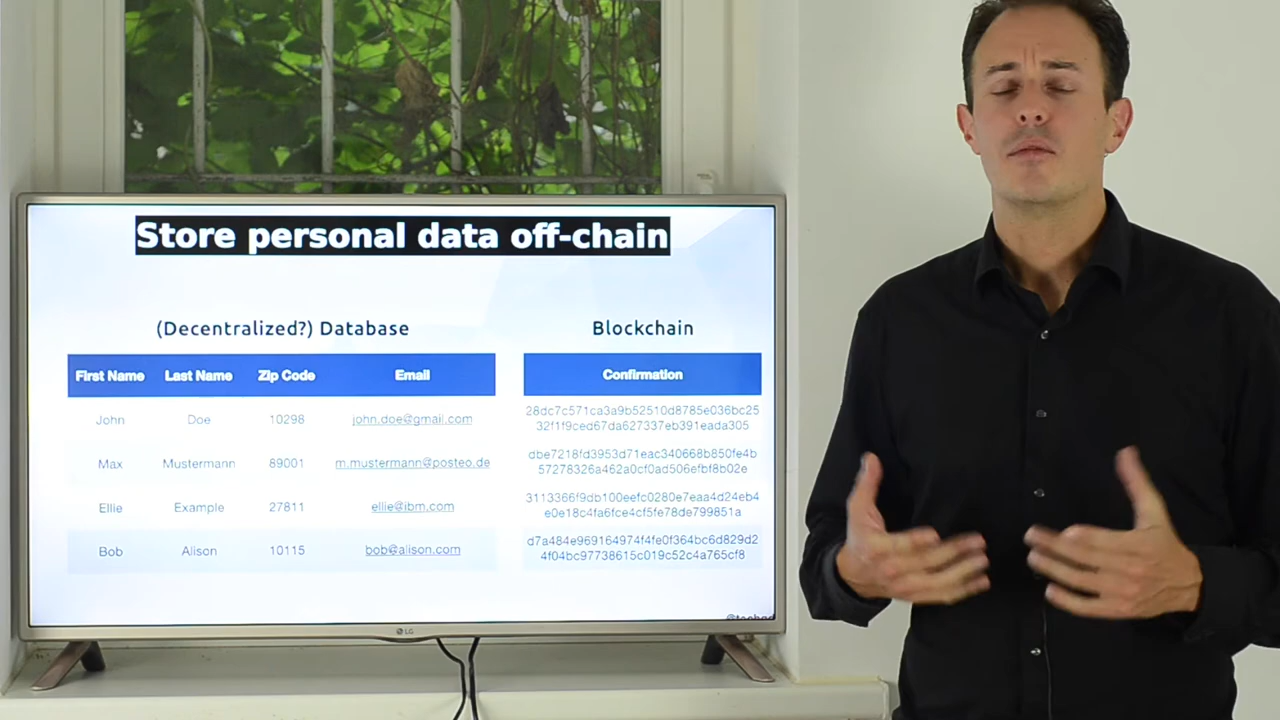 Store personal data off-chain
(Decentralized?) Database
Blockchain
First Name Last Name Zip Code Email
Confirmation
John Doe 10298 john.doe@gmail.com
28dc7c571ca3a9b52510d8785e036bc25
32f1f9ced67da627337eb391eada305
Max Mustermann 89001 m.mustermann@posteo.de
dbe7218fd3953d71eac340668b850fe4b
57278326a462a0cf0ad506efbf8b02e
Ellie Example 27811 ellie@ibm.com
3113366f9db100eefc0280e7eaa4d24eb4
e0e18c4fa6fce4cf5fe78de799851a
Bob Alison 10115 bob@alison.com
d7a484e969164974f4fe0f364bc6d829d2
4f04bc97738615c019c52c4a765cf8
LG